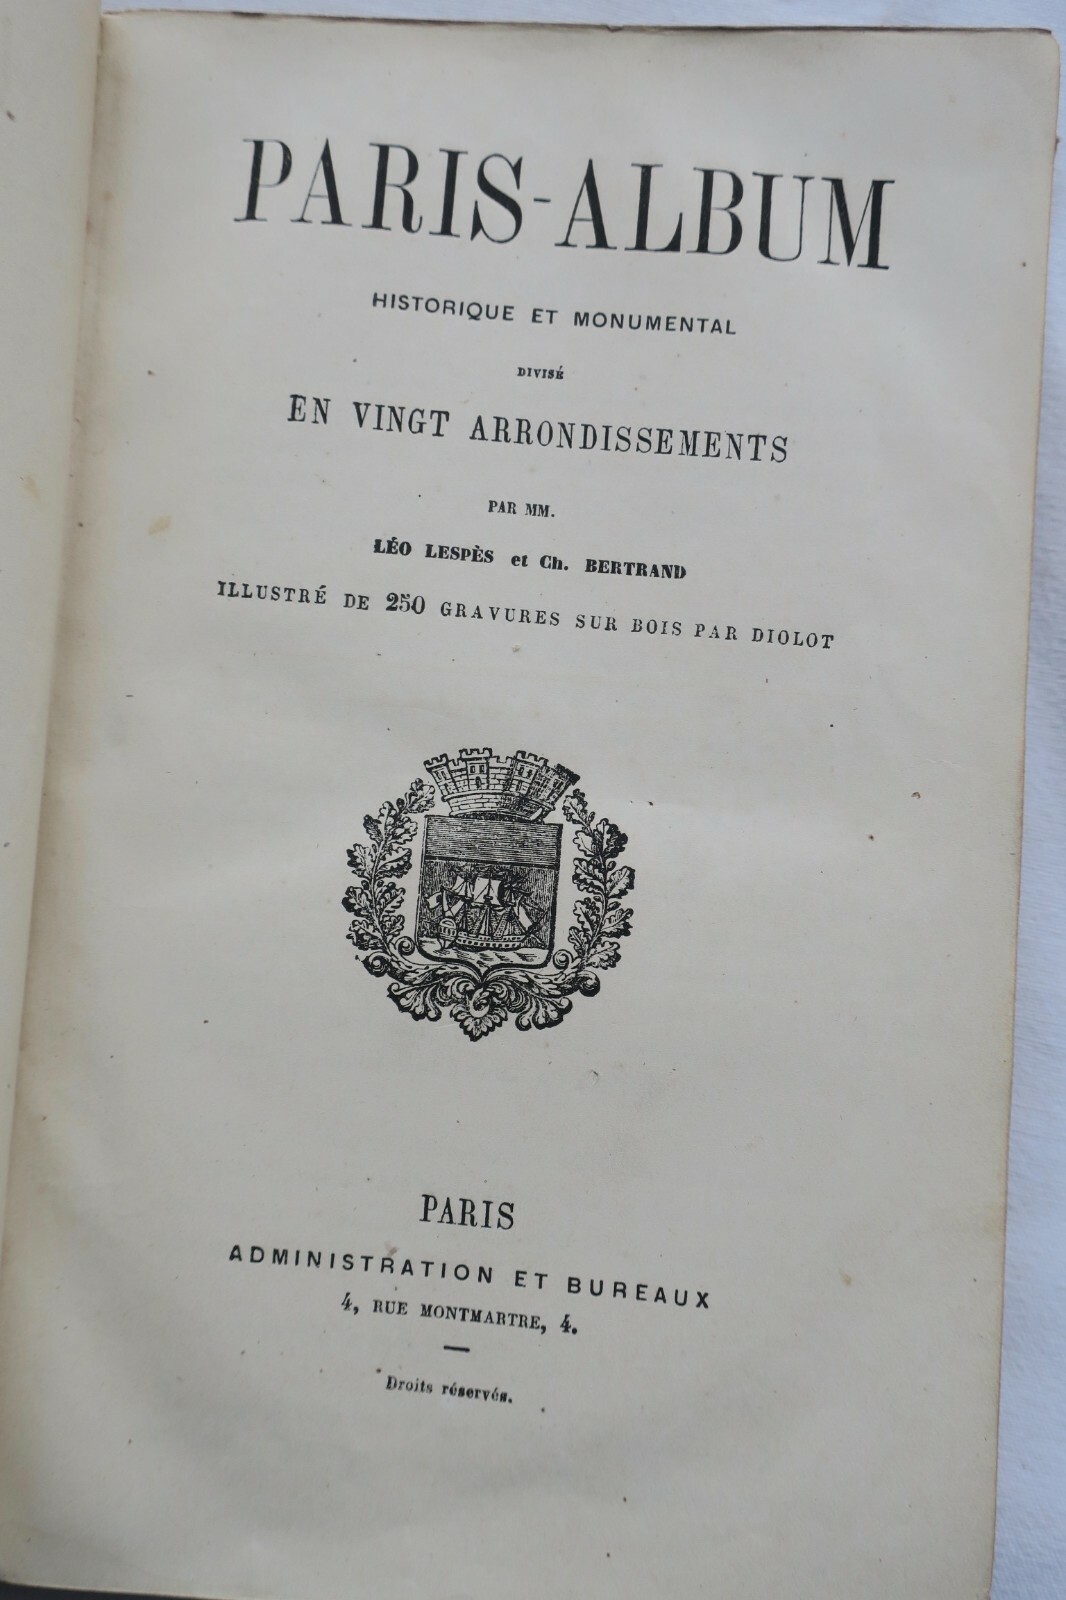 PARIS-ALBUM
HISTORIQUE ET MONUMENTAL
DIVISÉ
EN VINGT ARRONDISSEMENTS
PAR MM.
LÉO LESPÈS et Ch. BERTRAND
ILLUSTRÉ DE 250 GRAVURES SUR BOIS PAR DIOLOT
PARIS
ADMINISTRATION ET BUREAUX
4, RUE MONTMARTRE, 4.
Droits réservés.